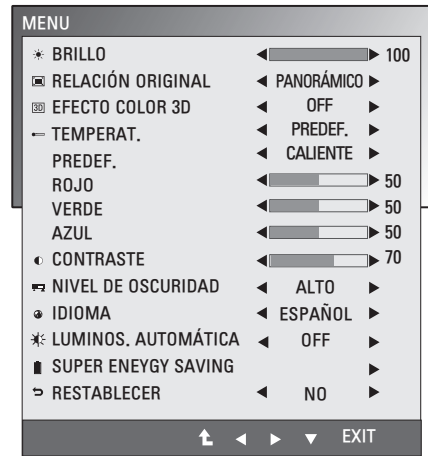 MENU
BRILLO 100
RELACIÓN ORIGINAL PANORÁMICO
3D EFECTO COLOR 3D OFF
TEMPERAT. PREDEF.
PREDEF. CALIENTE
ROJO 50
VERDE 50
AZUL 50
CONTRASTE 70
NIVEL DE OSCURIDAD ALTO
IDIOMA ESPAÑOL
LUMINOS. AUTOMÁTICA OFF
SUPER ENEYGY SAVING
RESTABLECER NO
EXIT